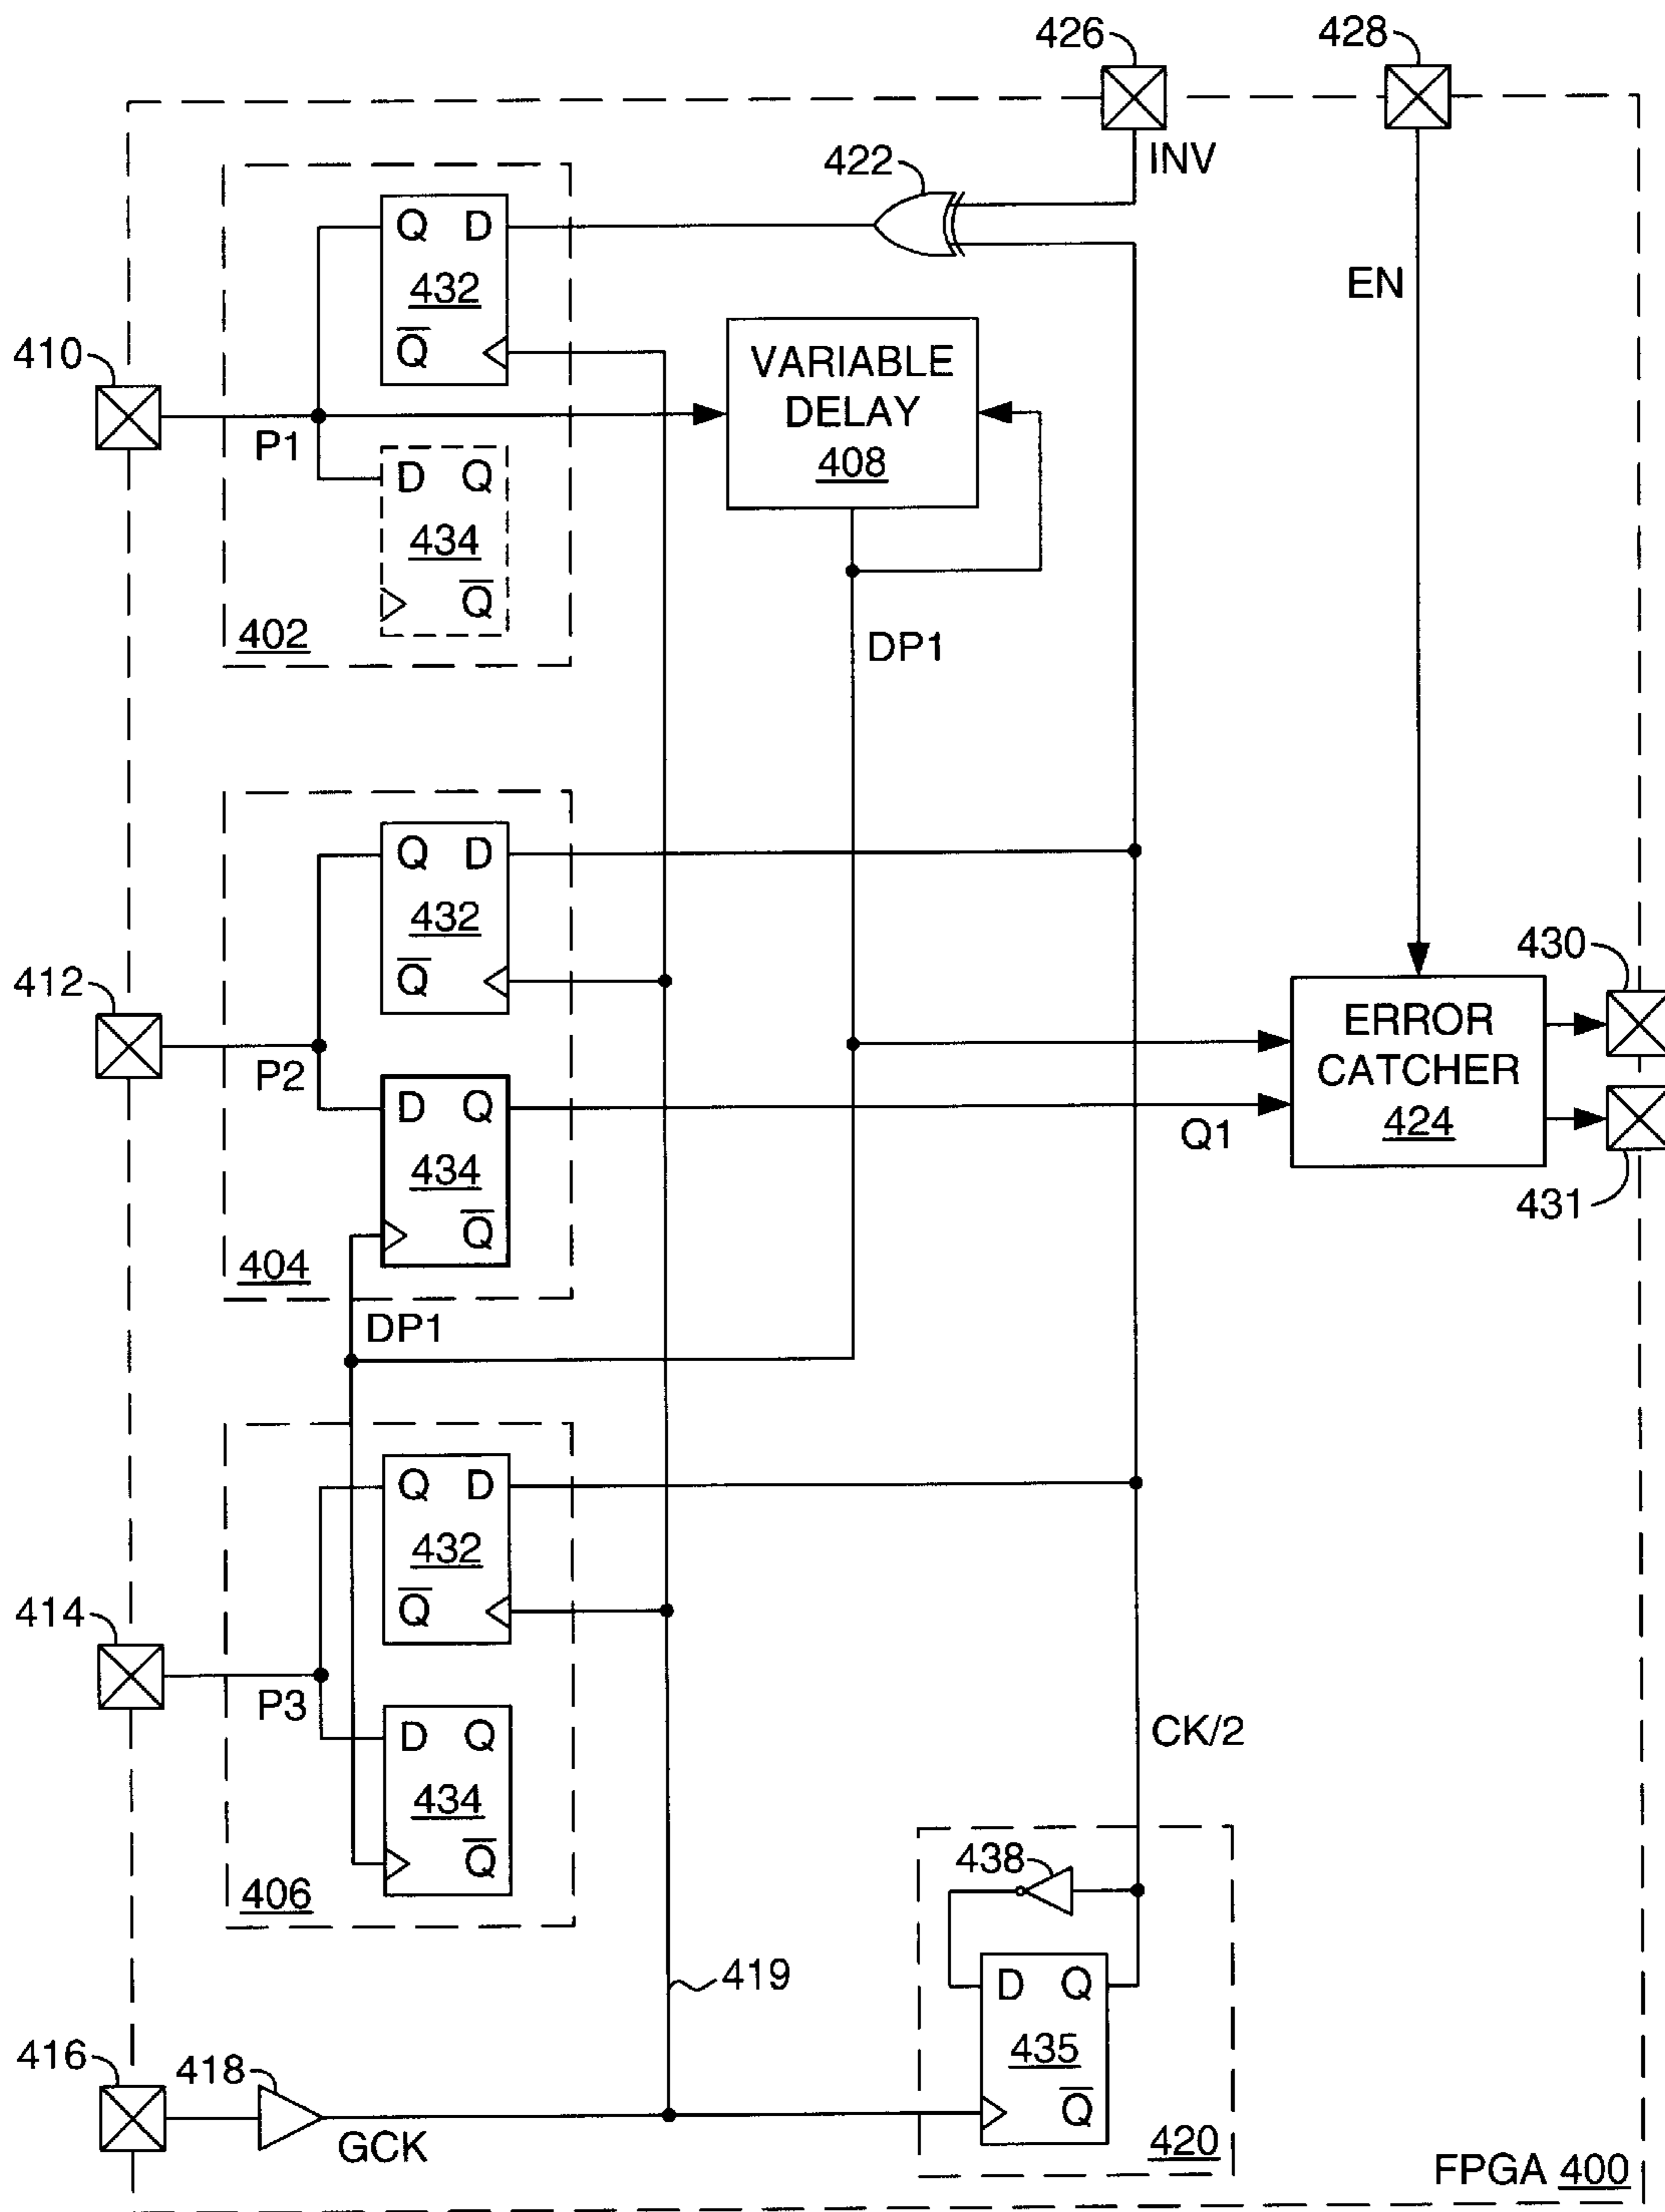 426
428
INV
422
Q D
432
Q̅
EN
410
P1
VARIABLE
DELAY
408
D Q
434
Q̅
402
DP1
Q D
432
Q̅
412
P2
430
ERROR
CATCHER
424
D Q
434
Q̅
Q1
431
404
DP1
Q D
432
Q̅
414
P3
CK/2
D Q
434
Q̅
406
438
419
D Q
435
Q̅
416
418
GCK
420
FPGA 400